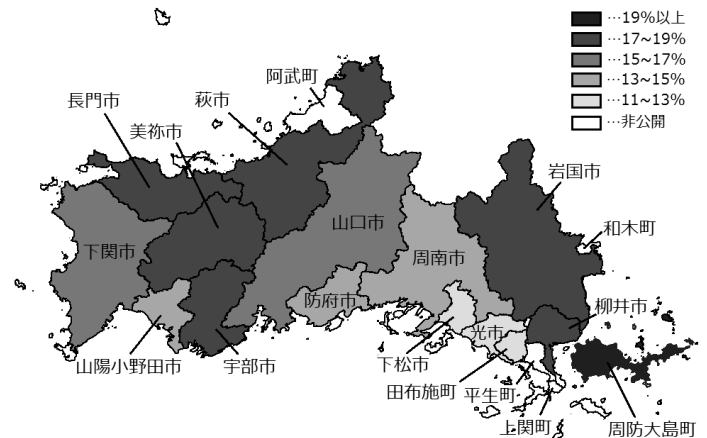 …19%以上
…17~19%
…15~17%
…13~15%
…11~13%
…非公開
阿武町
萩市
長門市
美祢市
岩国市
和木町
山口市
下関市
周南市
防府市
柳井市
光市
山陽小野田市
宇部市
下松市
田布施町
平生町
上関町
周防大島町